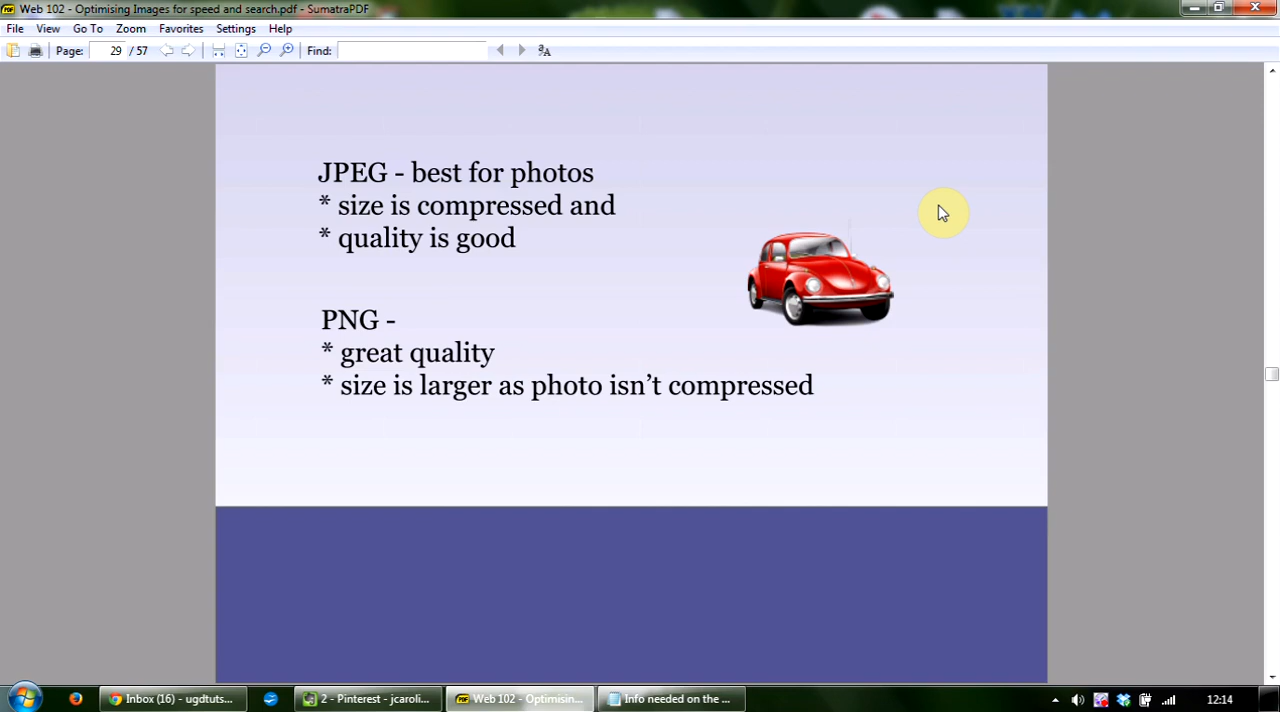 Web 102 - Optimising Images for speed and search.pdf - SumatraPDF
File View Go To Zoom Favorites Settings Help
Page: 29 / 57 Find:
JPEG - best for photos
* size is compressed and
* quality is good
PNG -
* great quality
* size is larger as photo isn’t compressed
Inbox (16) - ugdtuts... 2 - Pinterest - jcaroli... Web 102 - Optimisin... Info needed on the ... 12:14